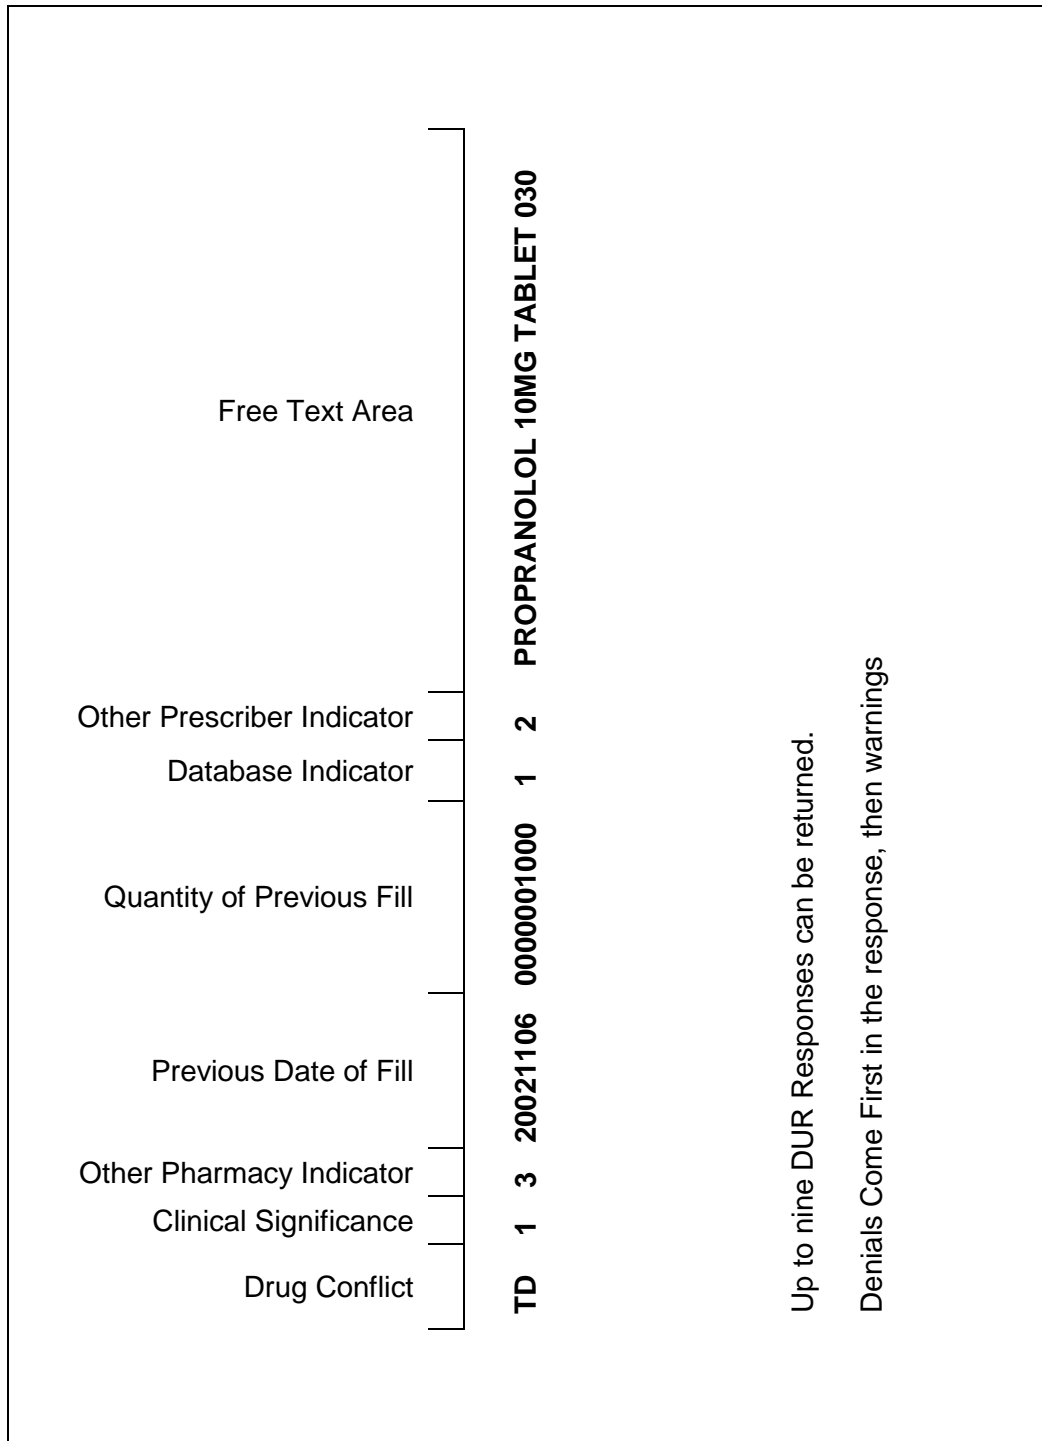 Free Text Area
Other Prescriber Indicator
Database Indicator
Quantity of Previous Fill
Previous Date of Fill
Other Pharmacy Indicator
Clinical Significance
Drug Conflict
TD 1 3 20021106 0000001000 1 2 PROPRANOLOL 10MG TABLET 030
Up to nine DUR Responses can be returned.
Denials Come First in the response, then warnings